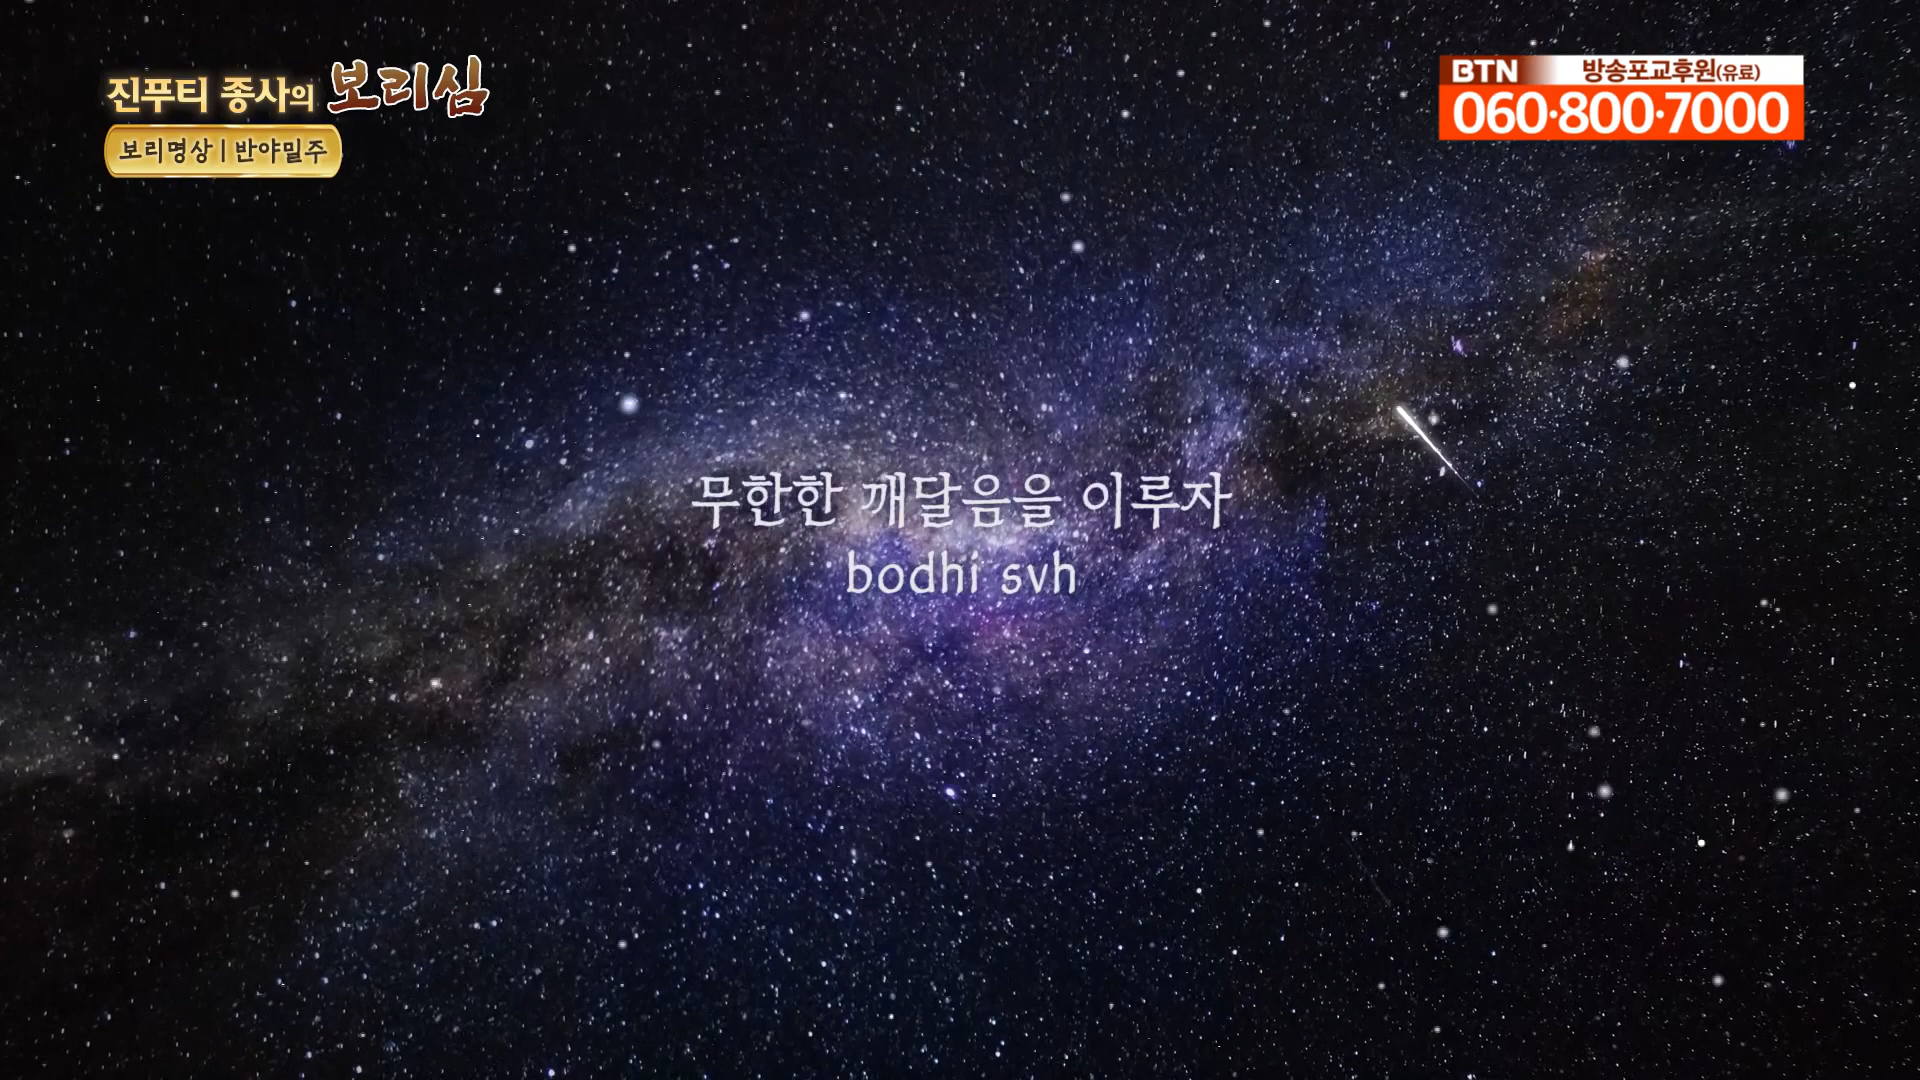 진푸티 종사의 보리심
보리명상 | 반야밀주
BTN 방송포교후원(유료)
060·800·7000
무한한 깨달음을 이루자
bodhi svh